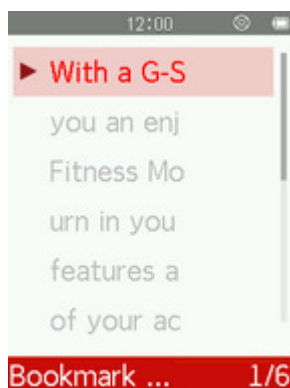 12:00
With a G-S
you an enj
Fitness Mo
urn in you
features a
of your ac
Bookmark ... 1/6